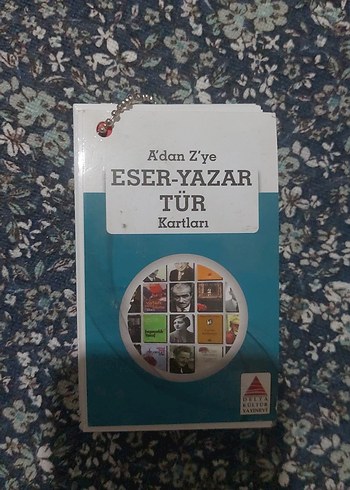 A'dan Z'ye
ESER-YAZAR
TÜR
Kartları
DELTA
KÜLTÜR
YAYINEVİ